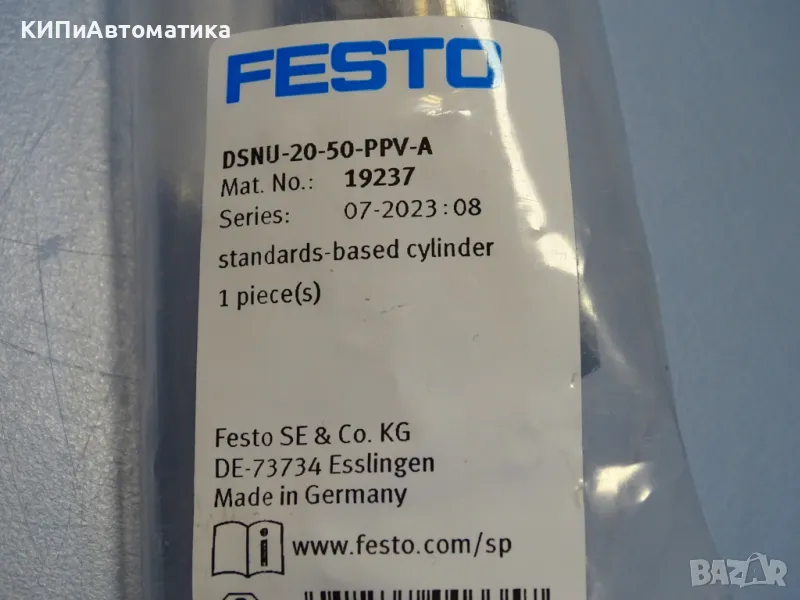 КИПиАвтоматика
FESTO
DSNU-20-50-PPV-A
Mat. No.: 19237
Series: 07-2023:08
standards-based cylinder
1 piece(s)
Festo SE & Co. KG
DE-73734 Esslingen
Made in Germany
i www.festo.com/sp
BAZAR